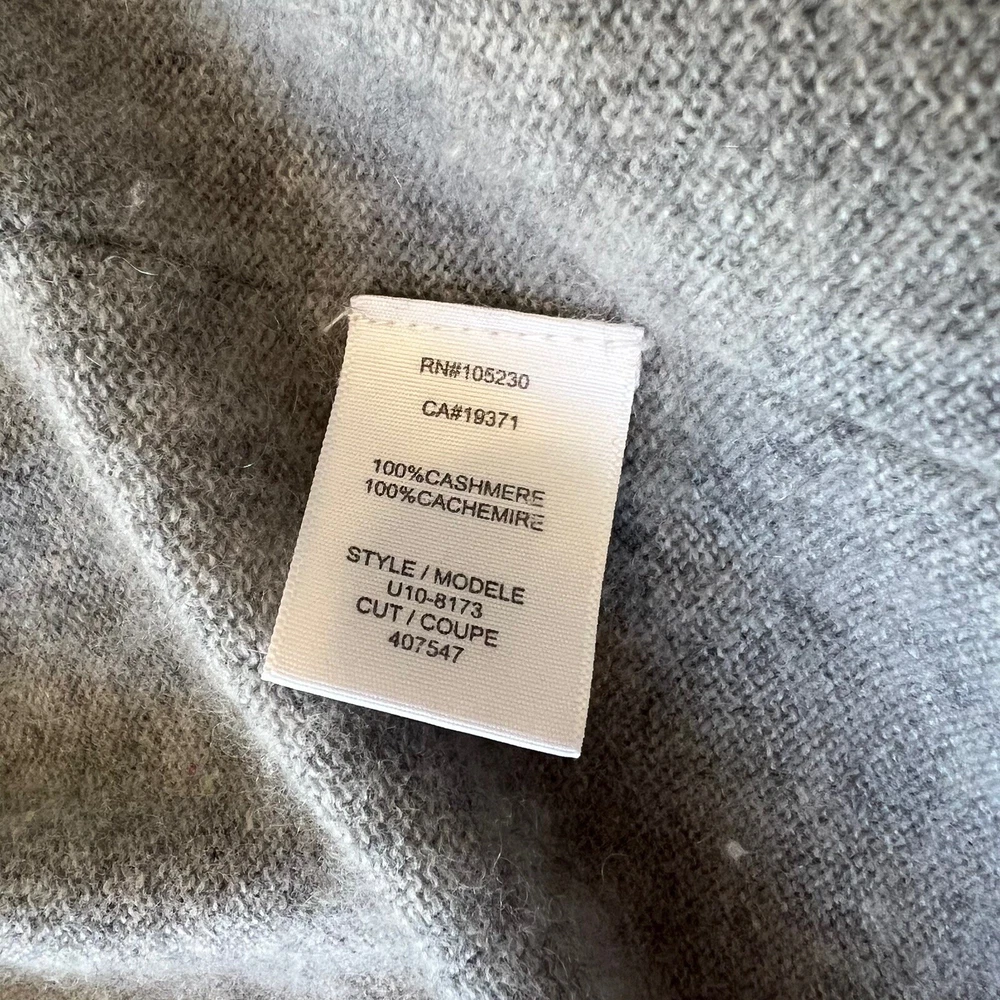 RN#105230
CA#19371
100%CASHMERE
100%CACHEMIRE
STYLE / MODELE
U10-8173
CUT / COUPE
407547